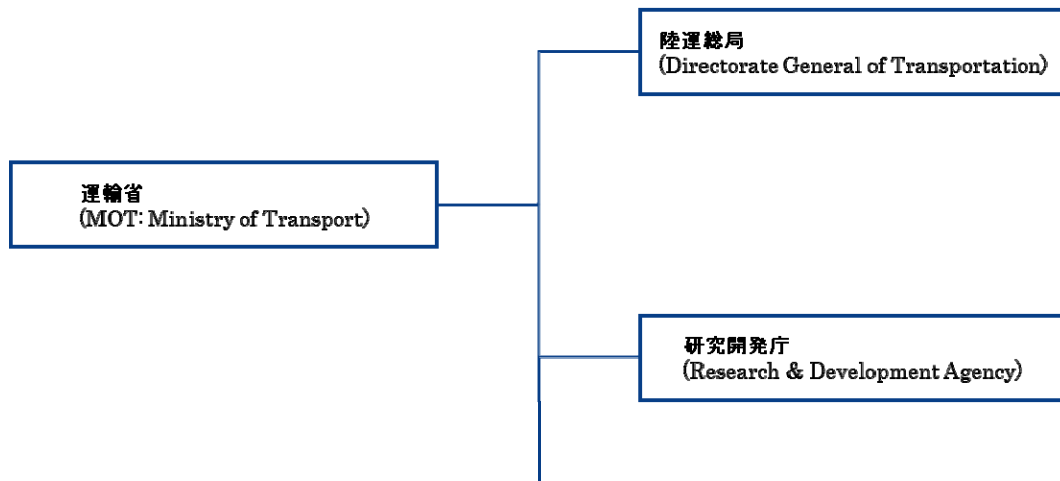 陸運総局
(Directorate General of Transportation)
運輸省
(MOT: Ministry of Transport)
研究開発庁
(Research & Development Agency)